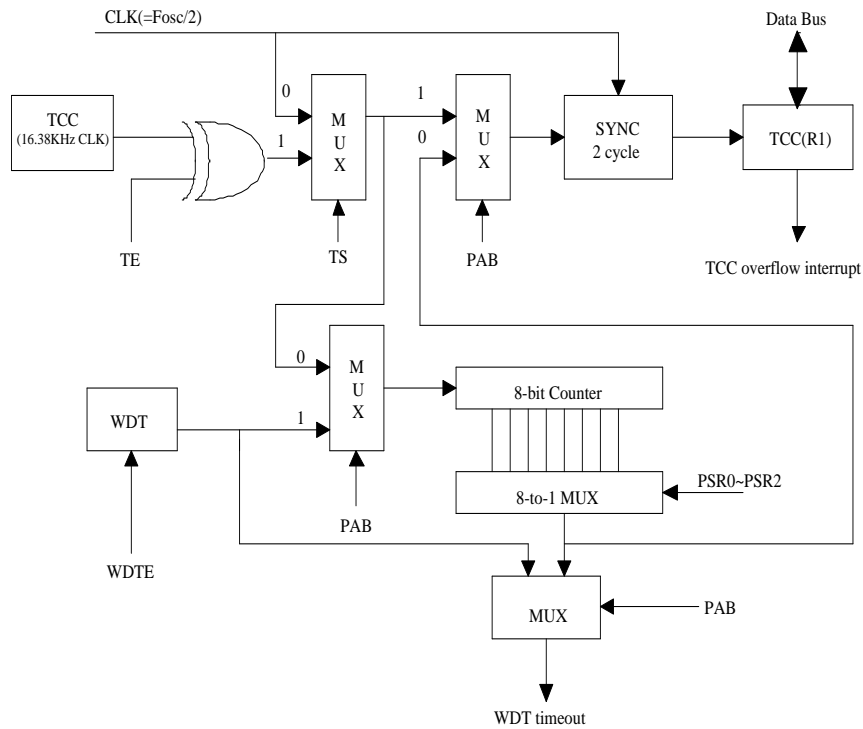 CLK(=Fosc/2)
Data Bus
TCC
(16.38KHz CLK)
0
1
M
U
X
1
0
M
U
X
SYNC
2 cycle
TCC(R1)
TE
TS
PAB
TCC overflow interrupt
0
1
M
U
X
WDT
8-bit Counter
8-to-1 MUX
PSR0~PSR2
PAB
WDTE
MUX
PAB
WDT timeout